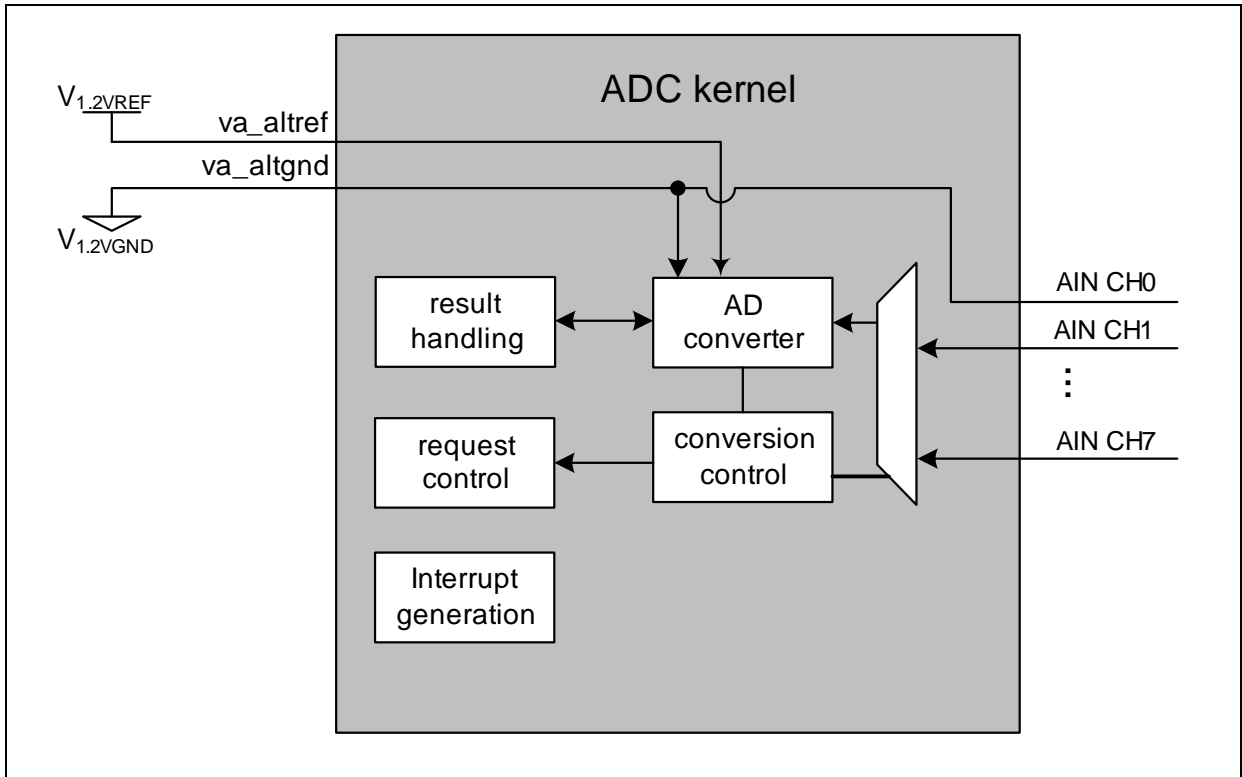 ADC kernel
V1.2VREF
va_altref
va_altgnd
V1.2VGND
result
handling
AD
converter
AIN CH0
AIN CH1
⋮
AIN CH7
request
control
conversion
control
Interrupt
generation